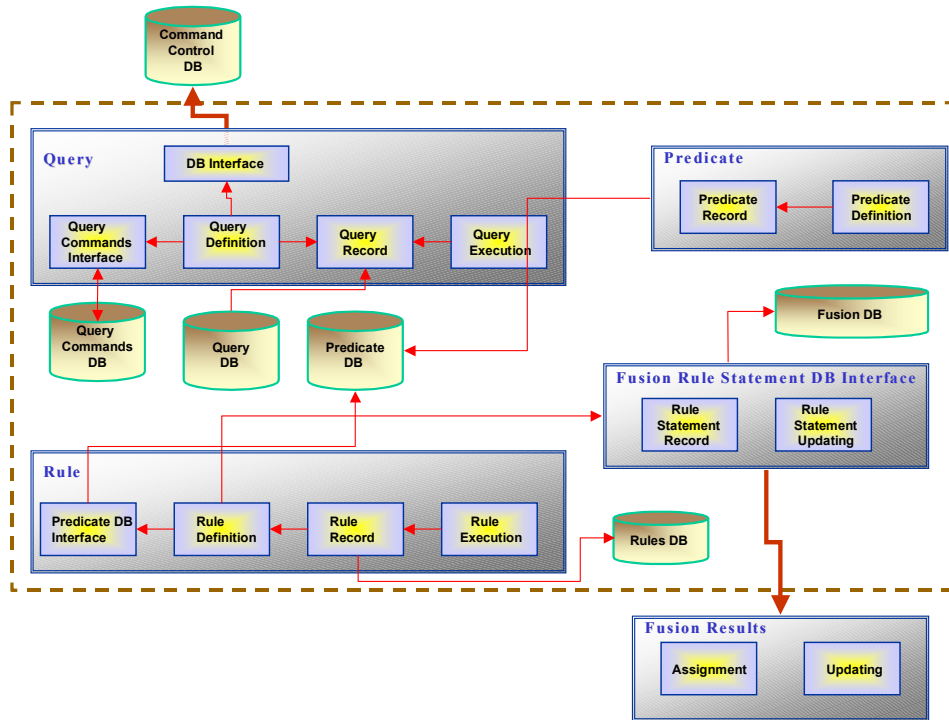 Command
Control
DB
Query
DB Interface
Query
Commands
Interface
Query
Definition
Query
Record
Query
Execution
Predicate
Predicate
Record
Predicate
Definition
Query
Commands
DB
Query
DB
Predicate
DB
Fusion DB
Fusion Rule Statement DB Interface
Rule
Statement
Record
Rule
Statement
Updating
Rule
Predicate DB
Interface
Rule
Definition
Rule
Record
Rule
Execution
Rules DB
Fusion Results
Assignment
Updating